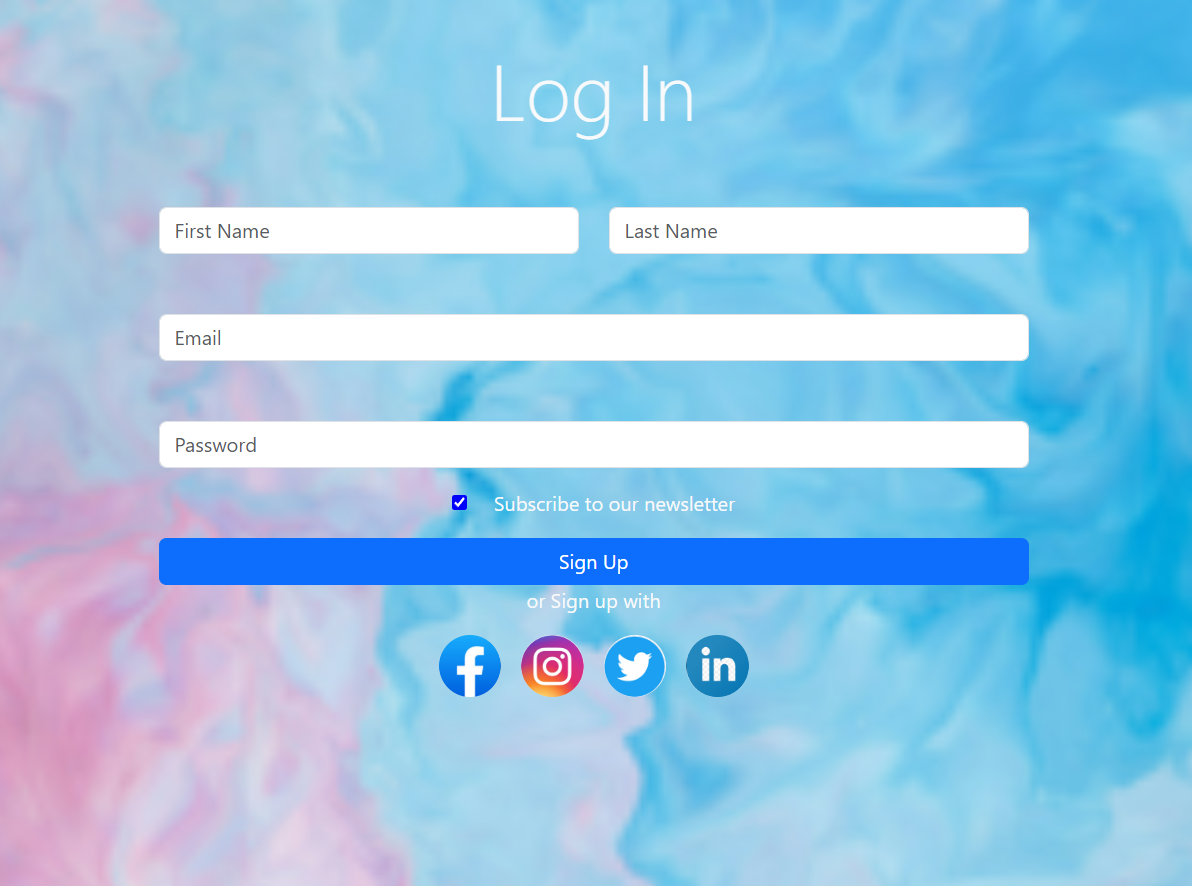 Log In
First Name Last Name
Email
Password
Subscribe to our newsletter
Sign Up
or Sign up with
in